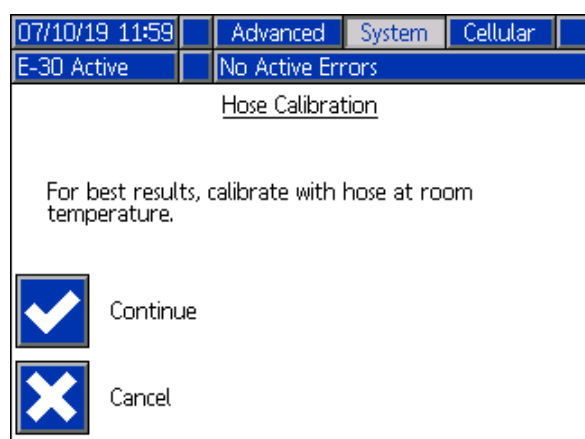 07/10/19 11:59 Advanced System Cellular
E-30 Active No Active Errors
Hose Calibration
For best results, calibrate with hose at room
temperature.
Continue
Cancel